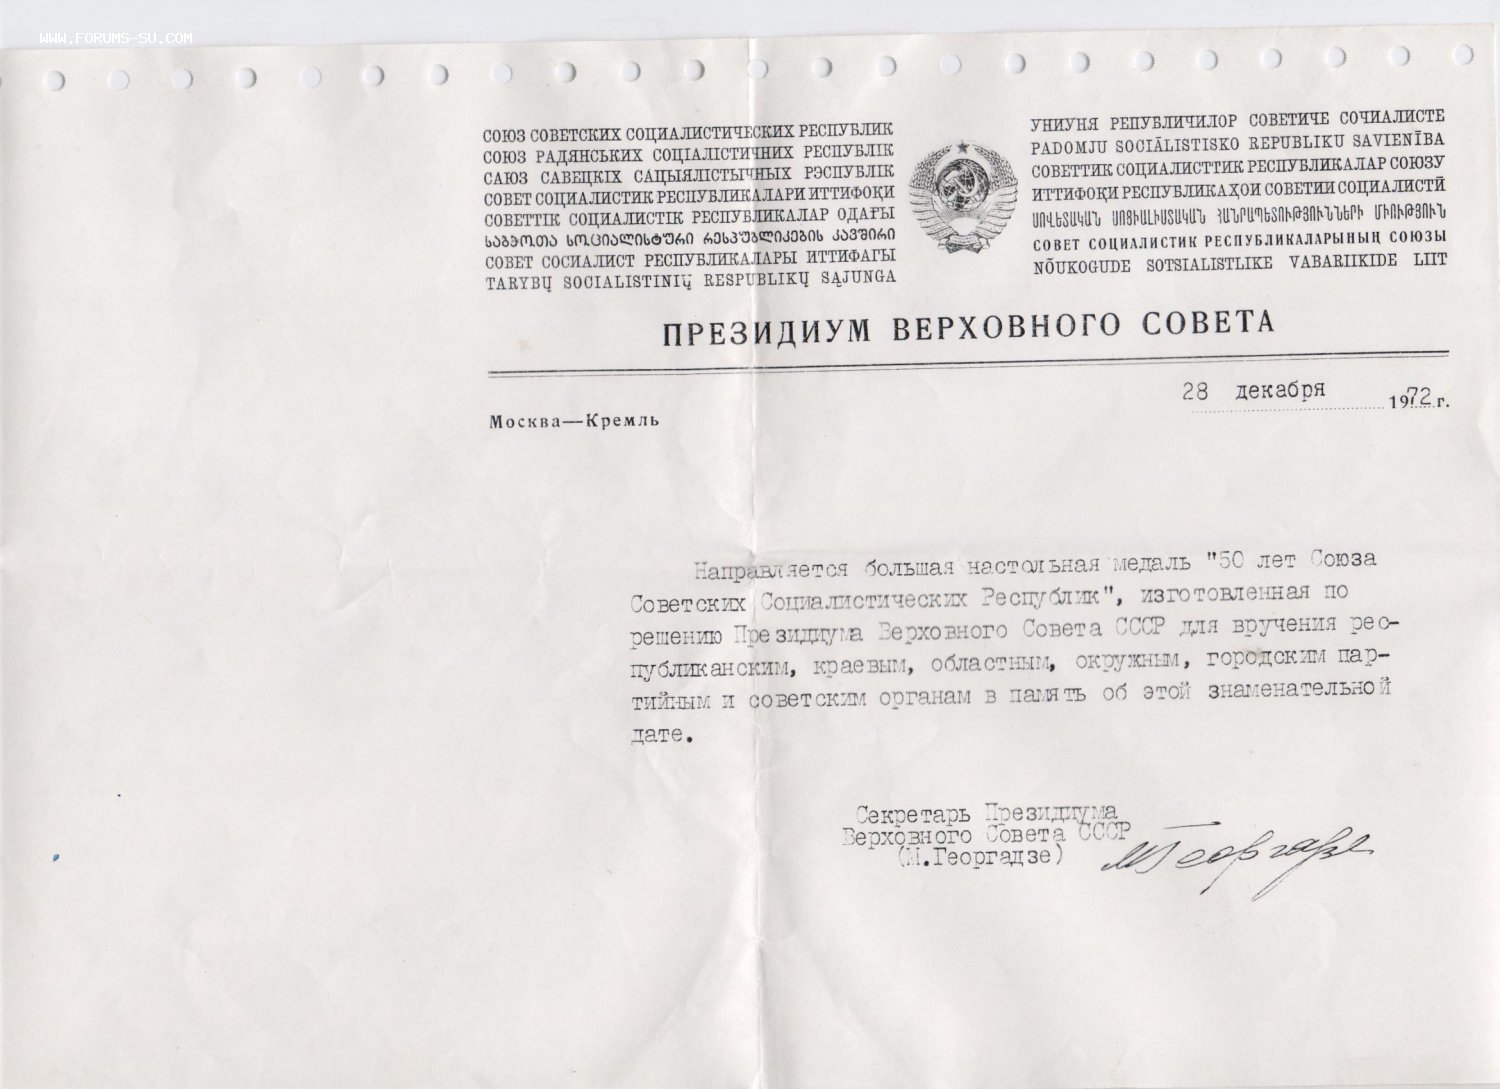 WWW.FORUMS-SU.COM
СОЮЗ СОВЕТСКИХ СОЦИАЛИСТИЧЕСКИХ РЕСПУБЛИК
СОЮЗ РАДЯНСЬКИХ СОЦІАЛІСТИЧНИХ РЕСПУБЛІК
САЮЗ САВЕЦКІХ САЦЫЯЛІСТЫЧНЫХ РЭСПУБЛІК
СОВЕТ СОЦИАЛИСТИК РЕСПУБЛИКАЛАРИ ИТТИФОҚИ
СОВЕТТІК СОЦИАЛИСТІК РЕСПУБЛИКАЛАР ОДАҒЫ
ᲡᲐᲑᲭᲝᲗᲐ ᲡᲝᲪᲘᲐᲚᲘᲡᲢᲣᲠᲘ ᲠᲔᲡᲞᲣᲑᲚᲘᲙᲔᲑᲘᲡ ᲙᲐᲕᲨᲘᲠᲘ
СОВЕТ СОСИАЛИСТ РЕСПУБЛИКАЛАРЫ ИТТИФАГЫ
TARYBŲ SOCIALISTINIŲ RESPUBLIKŲ SĄJUNGA
УНИУНЯ РЕПУБЛИЧИЛОР СОВЕТИЧЕ СОЧИАЛИСТЕ
PADOMJU SOCIĀLISTISKO REPUBLIKU SAVIENĪBA
СОВЕТТИК СОЦИАЛИСТТИК РЕСПУБЛИКАЛАР СОЮЗУ
ИТТИФОҚИ РЕСПУБЛИКАҲОИ СОВЕТИИ СОЦИАЛИСТӢ
ՍՈՎԵՏԱԿԱՆ ՍՈՑԻԱԼԻՍՏԱԿԱՆ ՀԱՆՐԱՊԵՏՈՒԹՅՈՒՆՆԵՐԻ ՄԻՈՒԹՅՈՒՆ
СОВЕТ СОЦИАЛИСТИК РЕСПУБЛИКАЛАРЫНЫҢ СОЮЗЫ
NÕUKOGUDE SOTSIALISTLIKE VABARIIKIDE LIIT
ПРЕЗИДИУМ ВЕРХОВНОГО СОВЕТА
28 декабря 1972 г.
Москва—Кремль
Направляется большая настольная медаль "50 лет Союза
Советских Социалистических Республик", изготовленная по
решению Президиума Верховного Совета СССР для вручения рес-
публиканским, краевым, областным, окружным, городским пар-
тийным и советским органам в память об этой знаменательной
дате.
Секретарь Президиума
Верховного Совета СССР
(М.Георгадзе) М Георгадзе